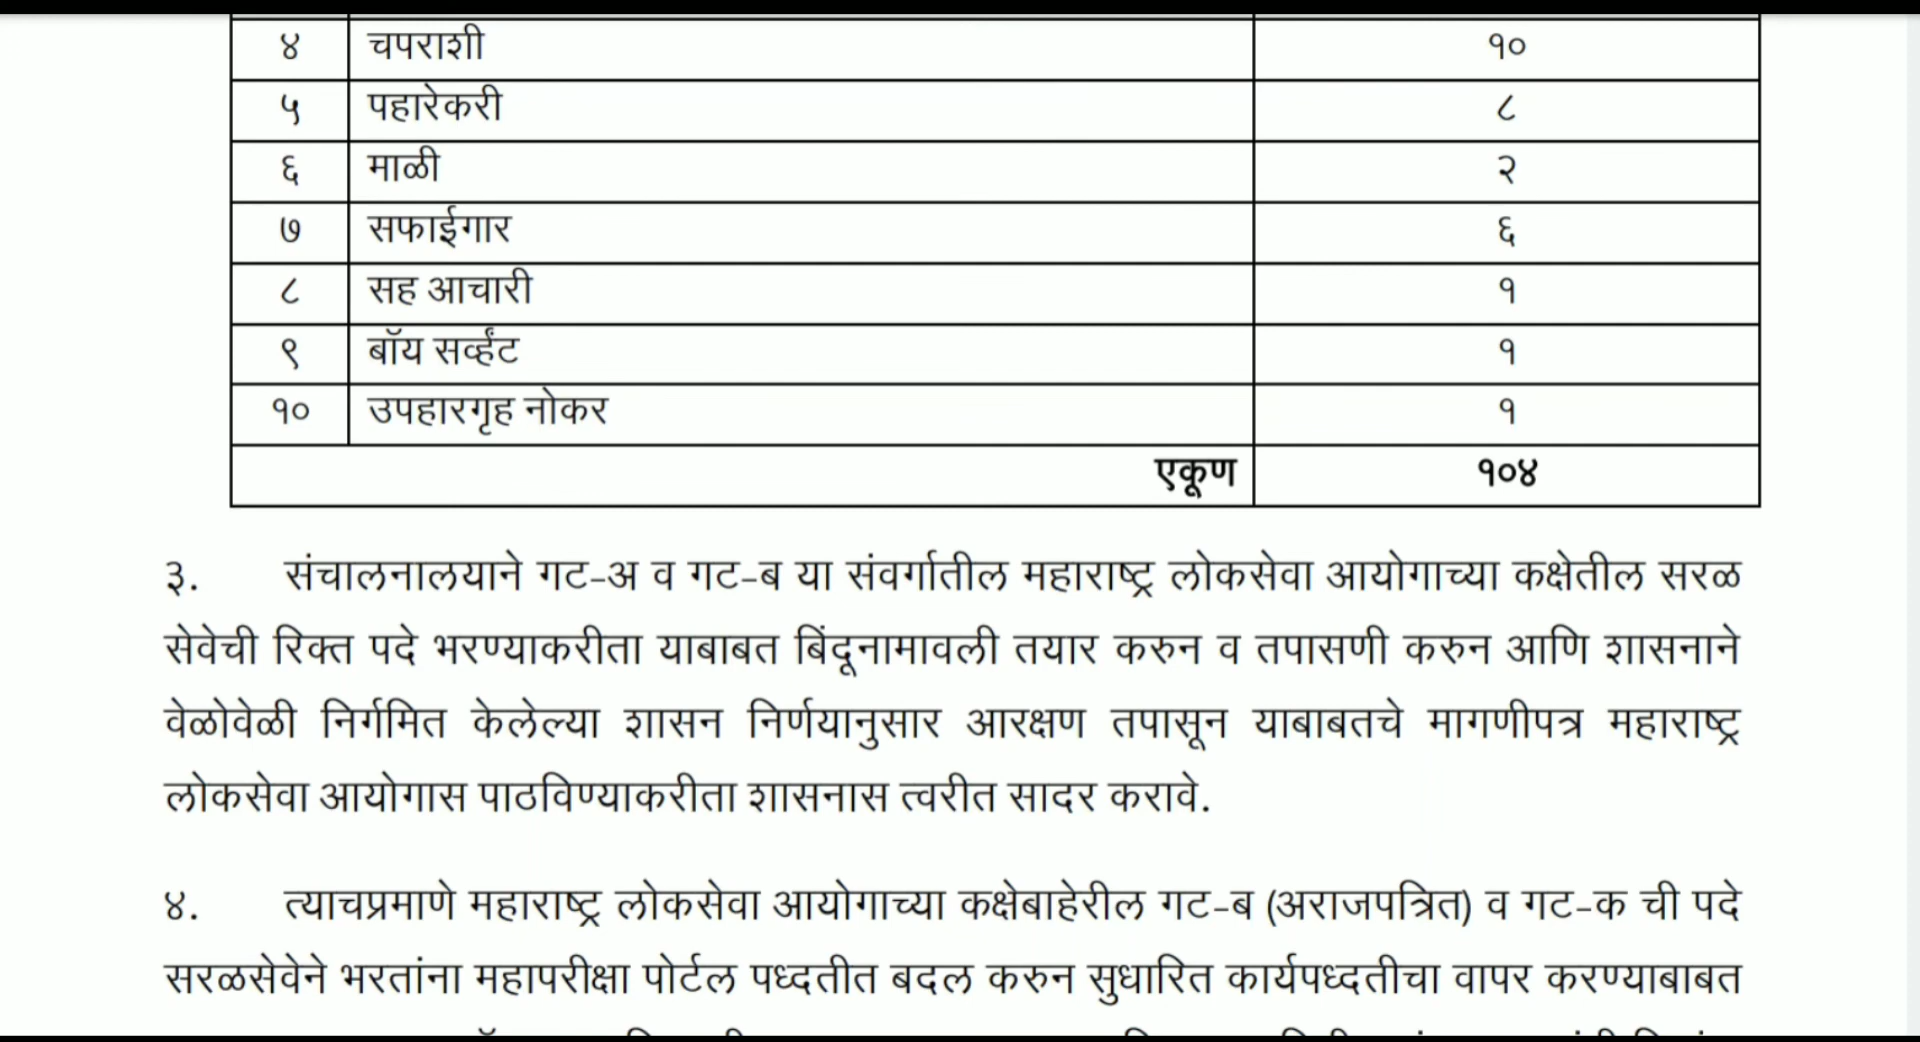 ४ चपराशी १०
५ पहारेकरी ८
६ माळी २
७ सफाईगार ६
८ सह आचारी १
९ बॉय सर्व्हंट १
१० उपहारगृह नोकर १
एकूण १०४
३. संचालनालयाने गट-अ व गट-ब या संवर्गातील महाराष्ट्र लोकसेवा आयोगाच्या कक्षेतील सरळ
सेवेची रिक्त पदे भरण्याकरीता याबाबत बिंदूनामावली तयार करुन व तपासणी करुन आणि शासनाने
वेळोवेळी निर्गमित केलेल्या शासन निर्णयानुसार आरक्षण तपासून याबाबतचे मागणीपत्र महाराष्ट्र
लोकसेवा आयोगास पाठविण्याकरीता शासनास त्वरीत सादर करावे.
४. त्याचप्रमाणे महाराष्ट्र लोकसेवा आयोगाच्या कक्षेबाहेरील गट-ब (अराजपत्रित) व गट-क ची पदे
सरळसेवेने भरतांना महापरीक्षा पोर्टल पध्दतीत बदल करुन सुधारित कार्यपध्दतीचा वापर करण्याबाबत